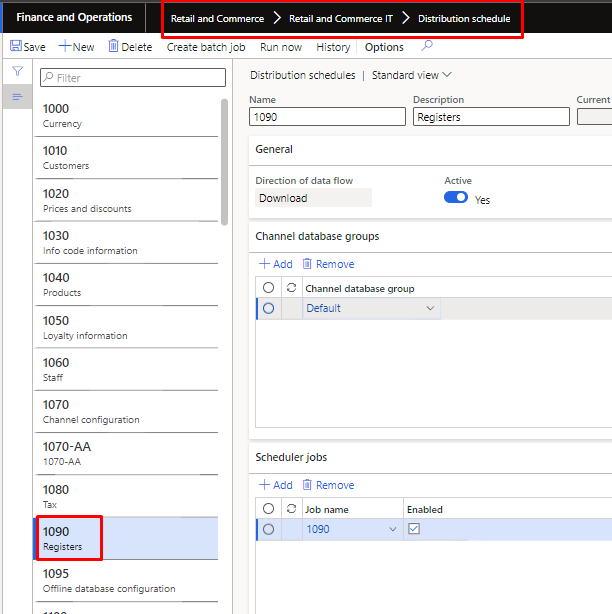 Finance and Operations
Retail and Commerce > Retail and Commerce IT > Distribution schedule
Save New Delete Create batch job Run now History Options
Filter
1000
Currency
1010
Customers
1020
Prices and discounts
1030
Info code information
1040
Products
1050
Loyalty information
1060
Staff
1070
Channel configuration
1070-AA
1070-AA
1080
Tax
1090
Registers
1095
Offline database configuration
Distribution schedules | Standard view
Name Description Current
1090 Registers
General
Direction of data flow Active
Download Yes
Channel database groups
Add Remove
Channel database group
Default
Scheduler jobs
Add Remove
Job name Enabled
1090